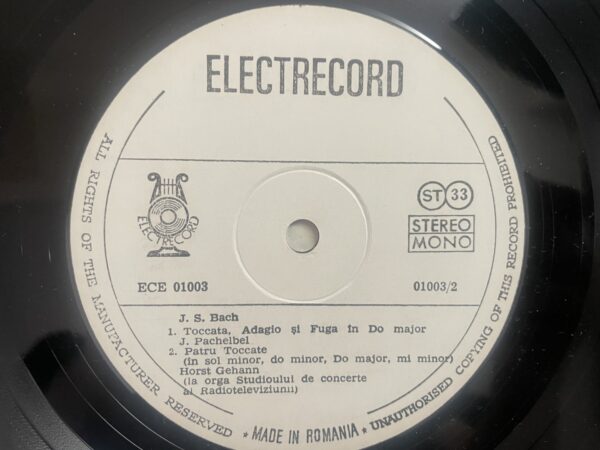 ELECTRECORD
ELECTRECORD
ST 33
STEREO
MONO
ECE 01003
01003/2
J. S. Bach
1. Toccata, Adagio și Fuga în Do major
J. Pachelbel
2. Patru Toccate
(în sol minor, do minor, Do major, mi minor)
Horst Gehann
(la orga Studioului de concerte
al Radioteleviziunii)
ALL RIGHTS OF THE MANUFACTURER RESERVED * MADE IN ROMANIA * UNAUTHORISED COPYING OF THIS RECORD PROHIBITED